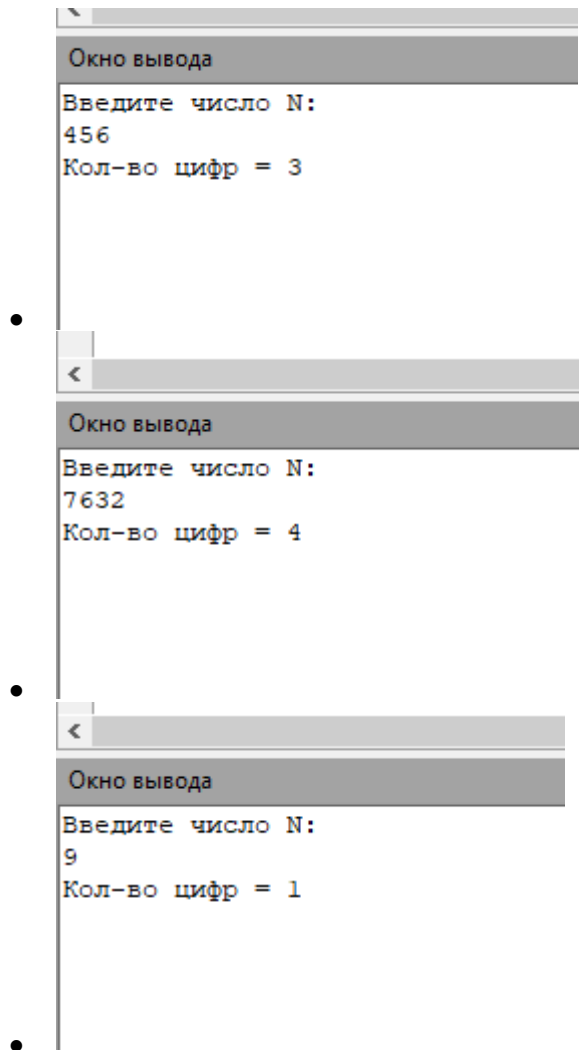 Окно вывода
Введите число N:
456
Кол-во цифр = 3
Окно вывода
Введите число N:
7632
Кол-во цифр = 4
Окно вывода
Введите число N:
9
Кол-во цифр = 1